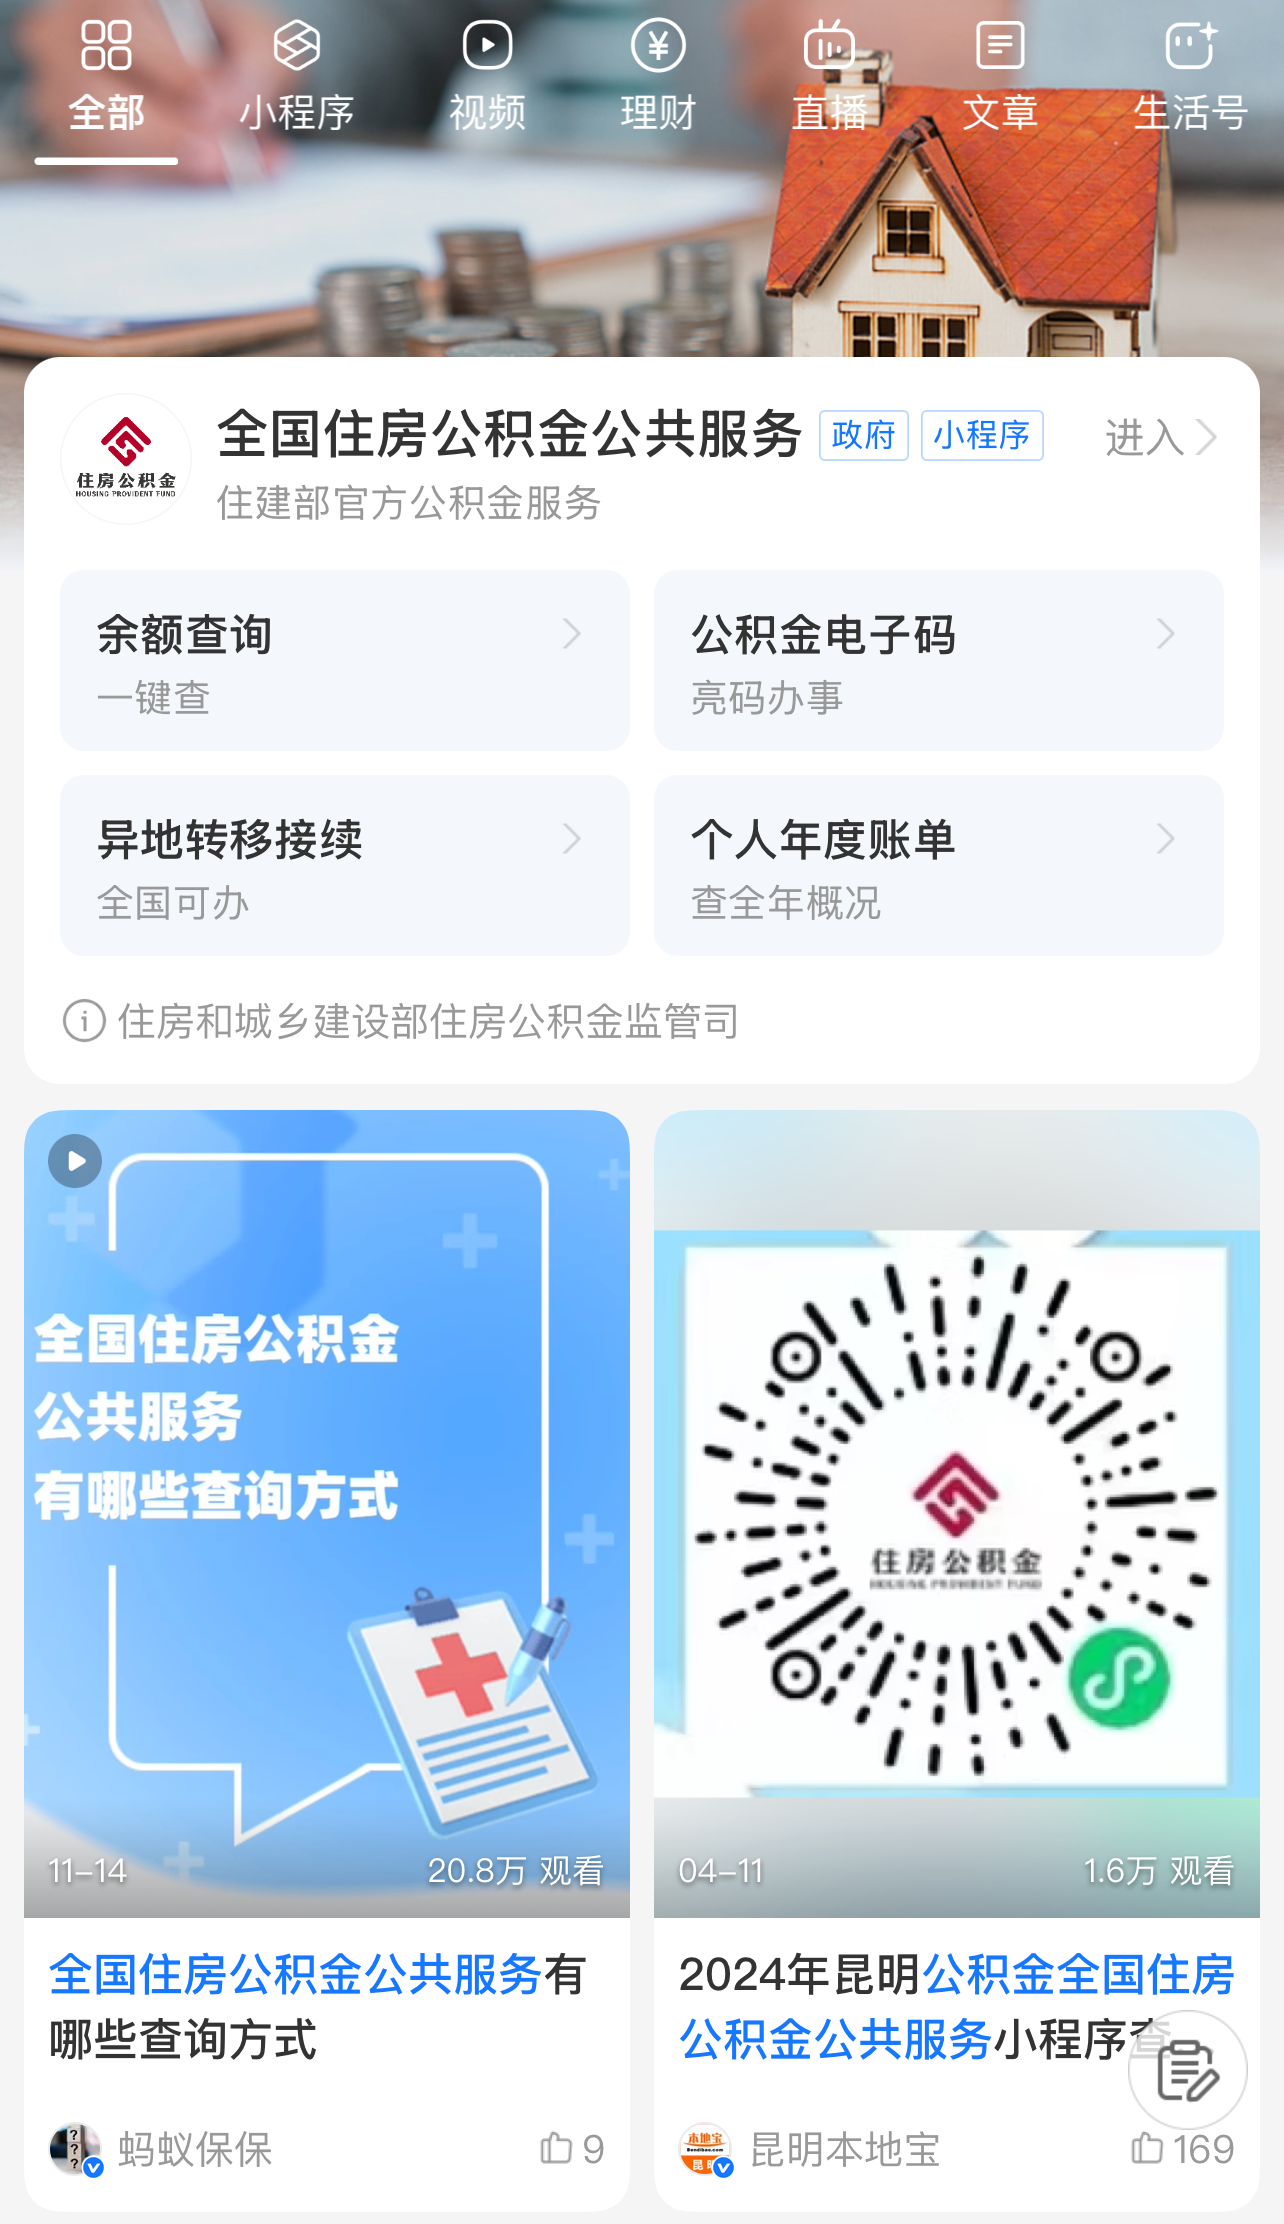 全部
小程序
视频
理财
直播
文章
生活号
住房公积金
HOUSING PROVIDENT FUND
全国住房公积金公共服务
政府
小程序
进入
住建部官方公积金服务
余额查询
一键查
公积金电子码
亮码办事
异地转移接续
全国可办
个人年度账单
查全年概况
住房和城乡建设部住房公积金监管司
全国住房公积金
公共服务
有哪些查询方式
11-14
20.8万 观看
住房公积金
HOUSING PROVIDENT FUND
04-11
1.6万 观看
全国住房公积金公共服务有
哪些查询方式
蚂蚁保保
9
2024年昆明公积金全国住房
公积金公共服务小程序查
本地宝
Bendibao.com
昆明本地宝
169